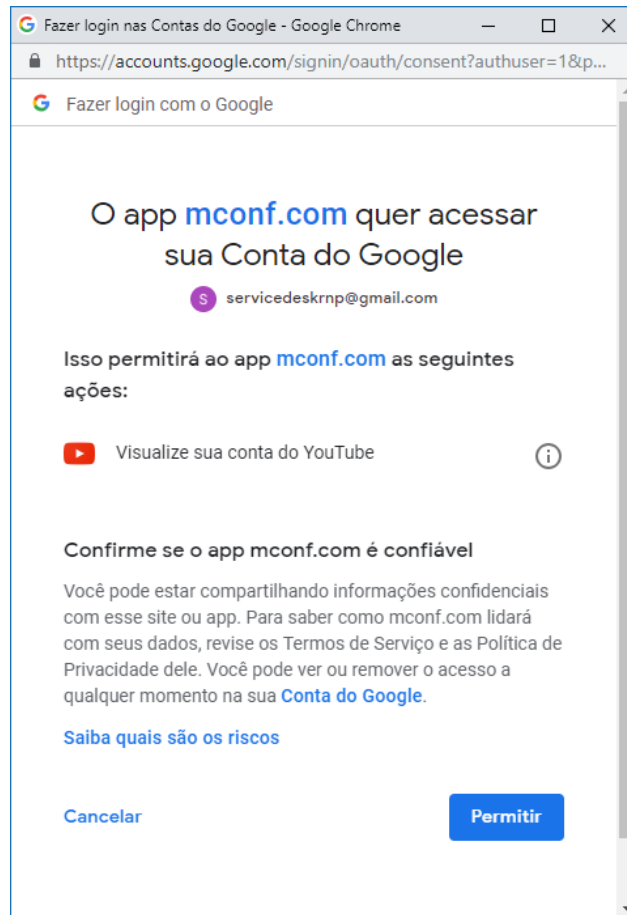 Fazer login nas Contas do Google - Google Chrome
https://accounts.google.com/signin/oauth/consent?authuser=1&p...
Fazer login com o Google
O app mconf.com quer acessar
sua Conta do Google
S servicedeskrnp@gmail.com
Isso permitirá ao app mconf.com as seguintes
ações:
Visualize sua conta do YouTube
Confirme se o app mconf.com é confiável
Você pode estar compartilhando informações confidenciais
com esse site ou app. Para saber como mconf.com lidará
com seus dados, revise os Termos de Serviço e as Política de
Privacidade dele. Você pode ver ou remover o acesso a
qualquer momento na sua Conta do Google.
Saiba quais são os riscos
Cancelar
Permitir